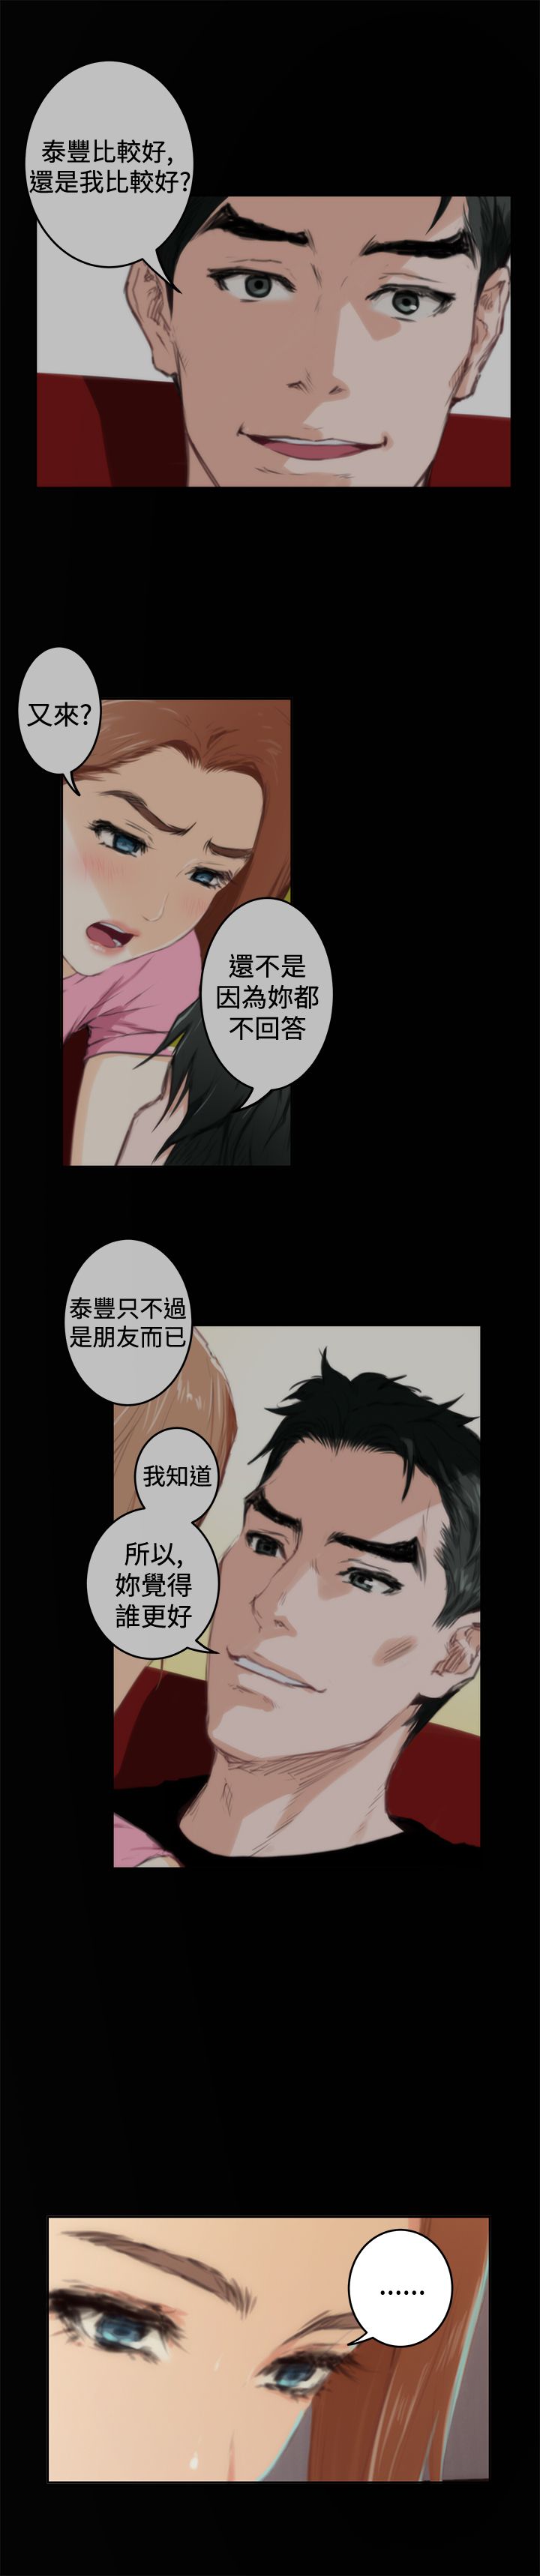 泰豐比較好,
還是我比較好?
又來?
還不是
因為妳都
不回答
泰豐只不過
是朋友而已
我知道
所以,
妳覺得
誰更好
......